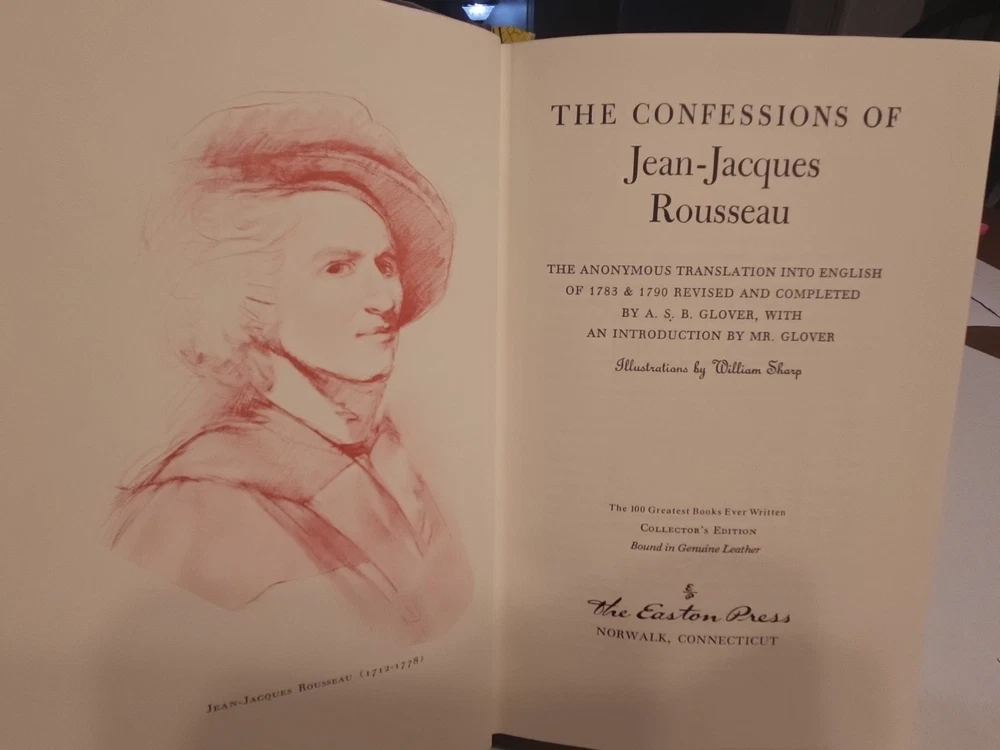 JEAN-JACQUES ROUSSEAU (1712-1778)
THE CONFESSIONS OF
Jean-Jacques
Rousseau
THE ANONYMOUS TRANSLATION INTO ENGLISH
OF 1783 & 1790 REVISED AND COMPLETED
BY A. S. B. GLOVER, WITH
AN INTRODUCTION BY MR. GLOVER
Illustrations by William Sharp
The 100 Greatest Books Ever Written
COLLECTOR'S EDITION
Bound in Genuine Leather
The Easton Press
NORWALK, CONNECTICUT